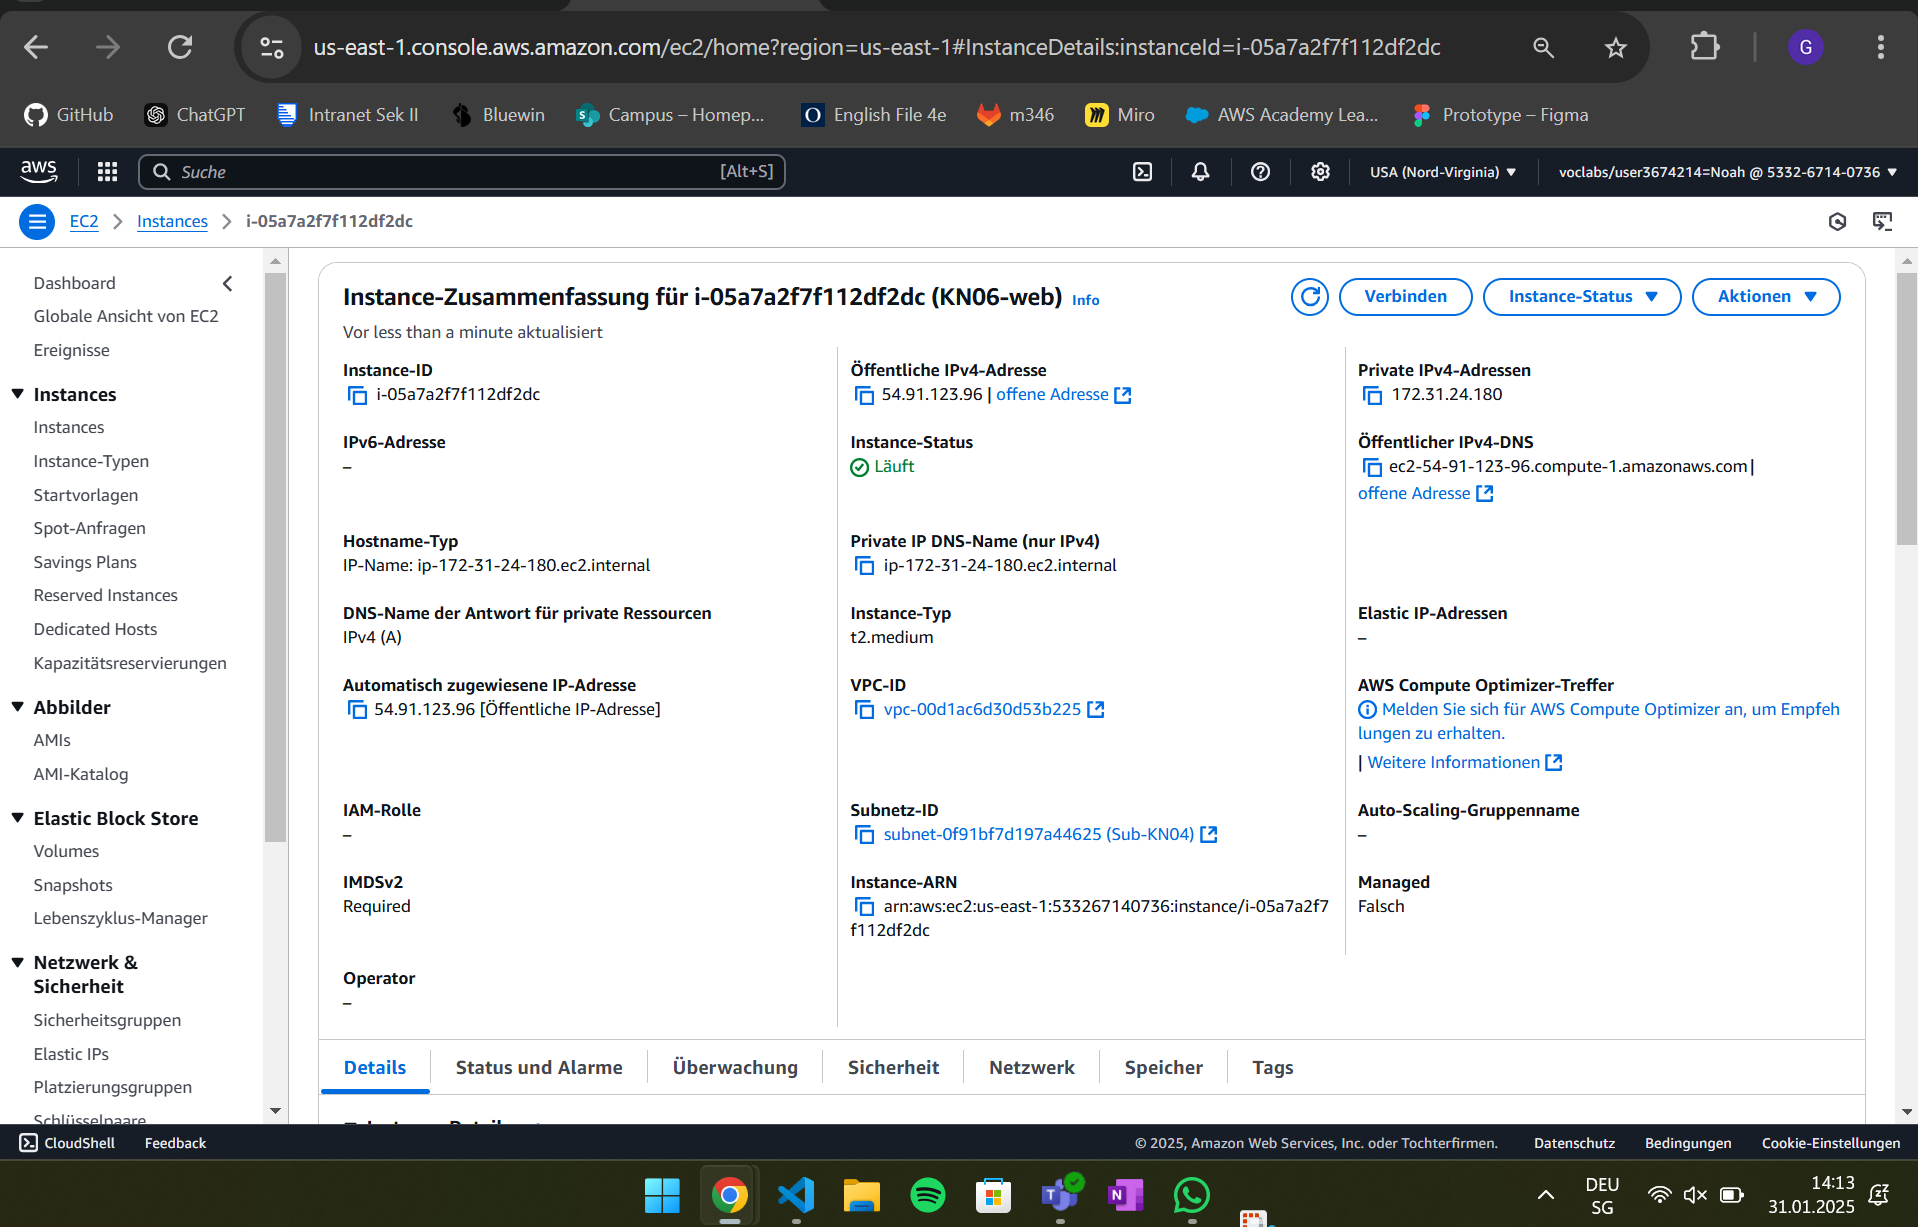 us-east-1.console.aws.amazon.com/ec2/home?region=us-east-1#InstanceDetails:instanceId=i-05a7a2f7f112df2dc
G
GitHub ChatGPT Intranet Sek II Bluewin Campus – Homep... English File 4e m346 Miro AWS Academy Lea... Prototype – Figma
aws Suche [Alt+S] USA (Nord-Virginia) voclabs/user3674214=Noah @ 5332-6714-0736
EC2 Instances i-05a7a2f7f112df2dc
Dashboard
Globale Ansicht von EC2
Ereignisse
Instances
Instances
Instance-Typen
Startvorlagen
Spot-Anfragen
Savings Plans
Reserved Instances
Dedicated Hosts
Kapazitätsreservierungen
Abbilder
AMIs
AMI-Katalog
Elastic Block Store
Volumes
Snapshots
Lebenszyklus-Manager
Netzwerk &
Sicherheit
Sicherheitsgruppen
Elastic IPs
Platzierungsgruppen
Schlüsselpaare
Instance-Zusammenfassung für i-05a7a2f7f112df2dc (KN06-web) Info
Verbinden Instance-Status Aktionen
Vor less than a minute aktualisiert
Instance-ID
i-05a7a2f7f112df2dc
Öffentliche IPv4-Adresse
54.91.123.96 | offene Adresse
Private IPv4-Adressen
172.31.24.180
IPv6-Adresse
–
Instance-Status
Läuft
Öffentlicher IPv4-DNS
ec2-54-91-123-96.compute-1.amazonaws.com |
offene Adresse
Hostname-Typ
IP-Name: ip-172-31-24-180.ec2.internal
Private IP DNS-Name (nur IPv4)
ip-172-31-24-180.ec2.internal
DNS-Name der Antwort für private Ressourcen
IPv4 (A)
Instance-Typ
t2.medium
Elastic IP-Adressen
–
Automatisch zugewiesene IP-Adresse
54.91.123.96 [Öffentliche IP-Adresse]
VPC-ID
vpc-00d1ac6d30d53b225
AWS Compute Optimizer-Treffer
Melden Sie sich für AWS Compute Optimizer an, um Empfeh
lungen zu erhalten.
| Weitere Informationen
IAM-Rolle
–
Subnetz-ID
subnet-0f91bf7d197a44625 (Sub-KN04)
Auto-Scaling-Gruppenname
–
IMDSv2
Required
Instance-ARN
arn:aws:ec2:us-east-1:533267140736:instance/i-05a7a2f7
f112df2dc
Managed
Falsch
Operator
–
Details Status und Alarme Überwachung Sicherheit Netzwerk Speicher Tags
CloudShell Feedback © 2025, Amazon Web Services, Inc. oder Tochterfirmen. Datenschutz Bedingungen Cookie-Einstellungen
DEU
SG
14:13
31.01.2025